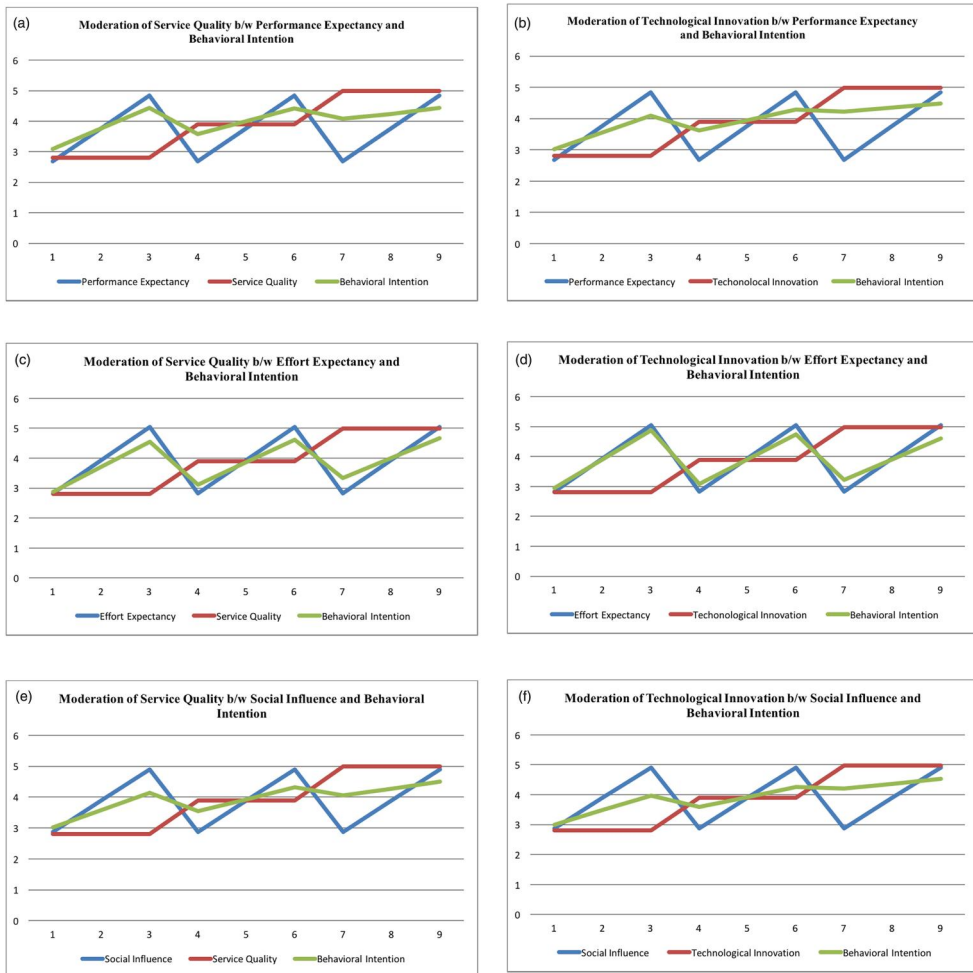 (a)
Moderation of Service Quality b/w Performance Expectancy and
Behavioral Intention
6
5
4
3
2
1
0
1 2 3 4 5 6 7 8 9
Performance Expectancy Service Quality Behavioral Intention
(b)
Moderation of Technological Innovation b/w Performance Expectancy
and Behavioral Intention
6
5
4
3
2
1
0
1 2 3 4 5 6 7 8 9
Performance Expectancy Techonolocal Innovation Behavioral Intention
(c)
Moderation of Service Quality b/w Effort Expectancy and
Behavioral Intention
6
5
4
3
2
1
0
1 2 3 4 5 6 7 8 9
Effort Expectancy Service Quality Behavioral Intention
(d)
Moderation of Technological Innovation b/w Effort Expectancy and
Behavioral Intention
6
5
4
3
2
1
0
1 2 3 4 5 6 7 8 9
Effort Expectancy Techonological Innovation Behavioral Intention
(e)
Moderation of Service Quality b/w Social Influence and Behavioral
Intention
6
5
4
3
2
1
0
1 2 3 4 5 6 7 8 9
Social Influence Service Quality Behavioral Intention
(f)
Moderation of Technological Innovation b/w Social Influence and
Behavioral Intention
6
5
4
3
2
1
0
1 2 3 4 5 6 7 8 9
Social Influence Technological Innovation Behavioral Intention